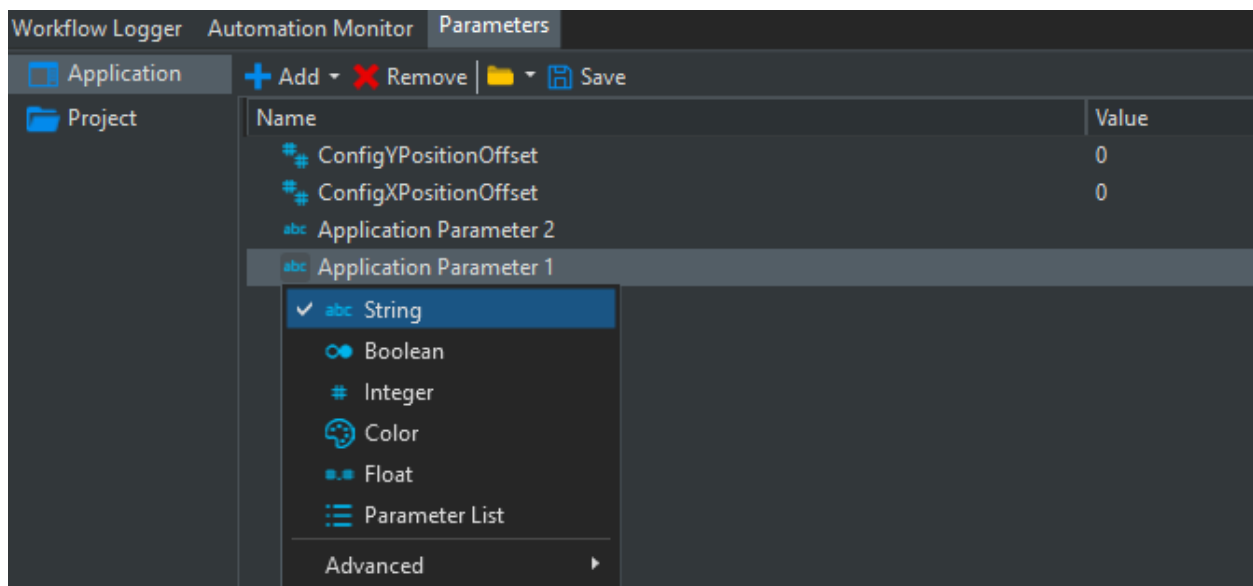 Workflow Logger Automation Monitor Parameters
Application Add Remove Save
Project Name Value
ConfigYPositionOffset 0
ConfigXPositionOffset 0
abc Application Parameter 2
abc Application Parameter 1
abc String
Boolean
# Integer
Color
#.# Float
Parameter List
Advanced